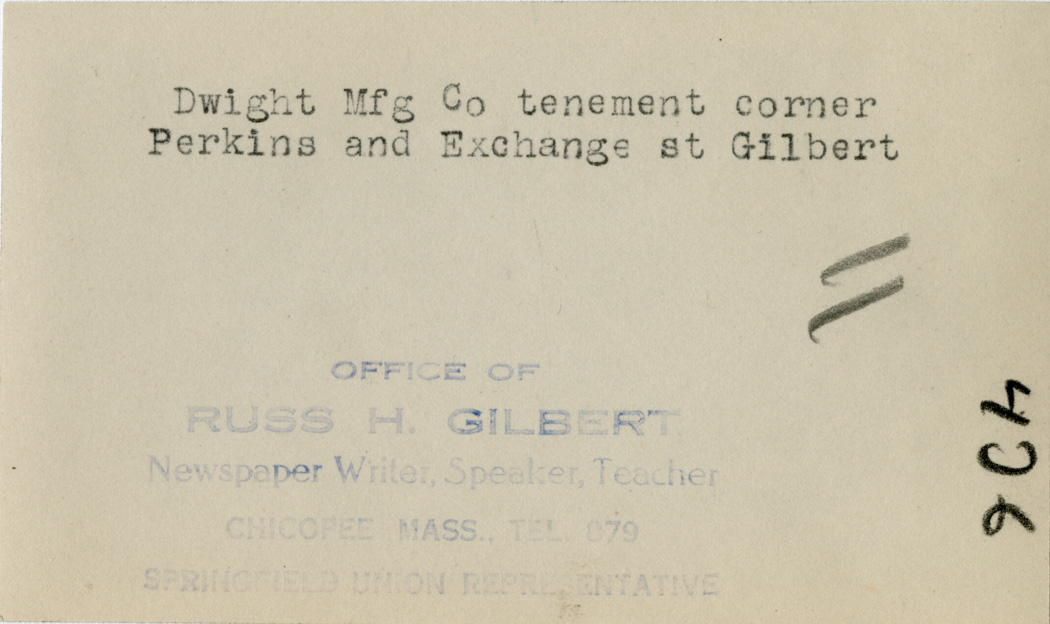 Dwight Mfg Co tenement corner
Perkins and Exchange st Gilbert
OFFICE OF
RUSS H. GILBERT
Newspaper Writer, Speaker, Teacher
CHICOPEE MASS., TEL. 879
SPRINGFIELD UNION REPRESENTATIVE